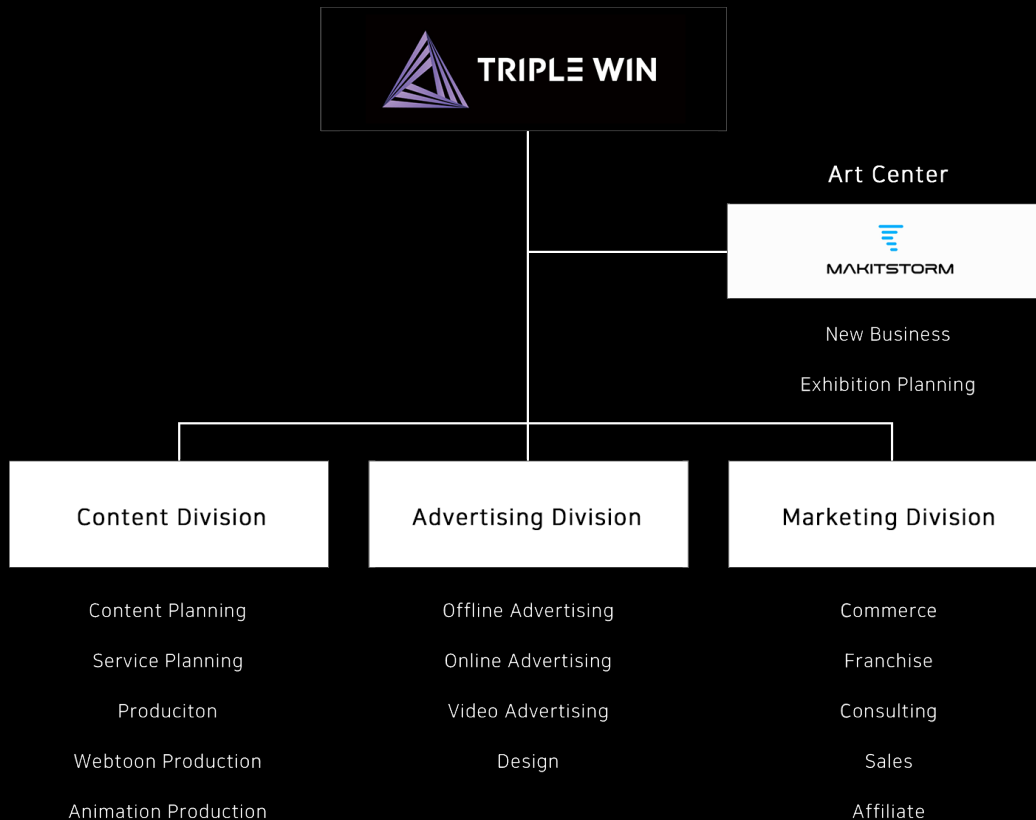 TRIPLE WIN
Art Center
MAKITSTORM
New Business
Exhibition Planning
Content Division
Advertising Division
Marketing Division
Content Planning
Offline Advertising
Commerce
Service Planning
Online Advertising
Franchise
Produciton
Video Advertising
Consulting
Webtoon Production
Design
Sales
Animation Production
Affiliate